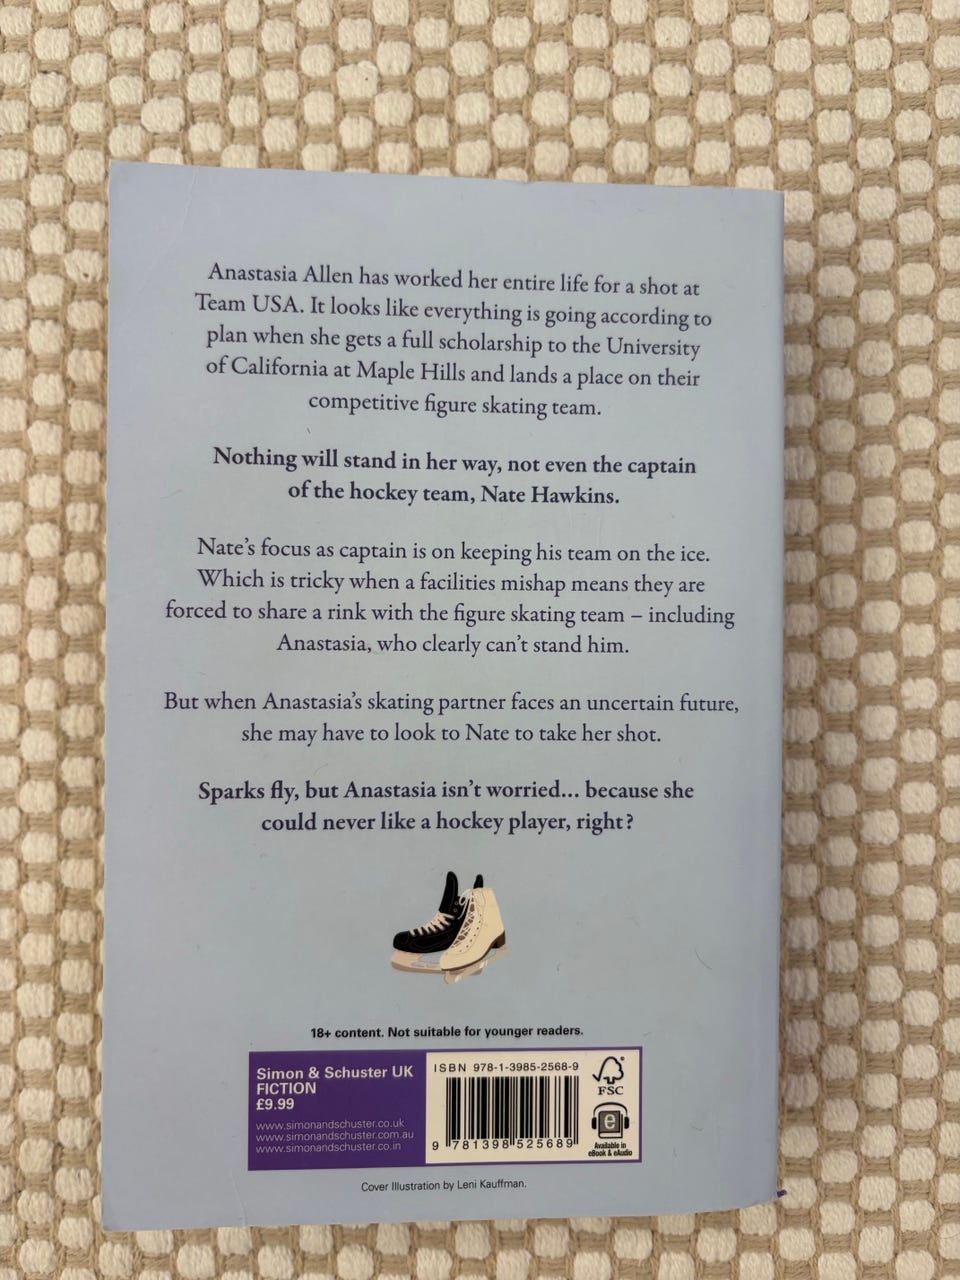 Anastasia Allen has worked her entire life for a shot at
Team USA. It looks like everything is going according to
plan when she gets a full scholarship to the University
of California at Maple Hills and lands a place on their
competitive figure skating team.
Nothing will stand in her way, not even the captain
of the hockey team, Nate Hawkins.
Nate's focus as captain is on keeping his team on the ice.
Which is tricky when a facilities mishap means they are
forced to share a rink with the figure skating team – including
Anastasia, who clearly can't stand him.
But when Anastasia's skating partner faces an uncertain future,
she may have to look to Nate to take her shot.
Sparks fly, but Anastasia isn't worried... because she
could never like a hockey player, right?
18+ content. Not suitable for younger readers.
Simon & Schuster UK
FICTION
£9.99
www.simonandschuster.co.uk
www.simonandschuster.com.au
www.simonandschuster.co.in
ISBN 978-1-3985-2568-9
9 781398 525689
FSC
e
Available in
eBook & eAudio
Cover Illustration by Leni Kauffman.